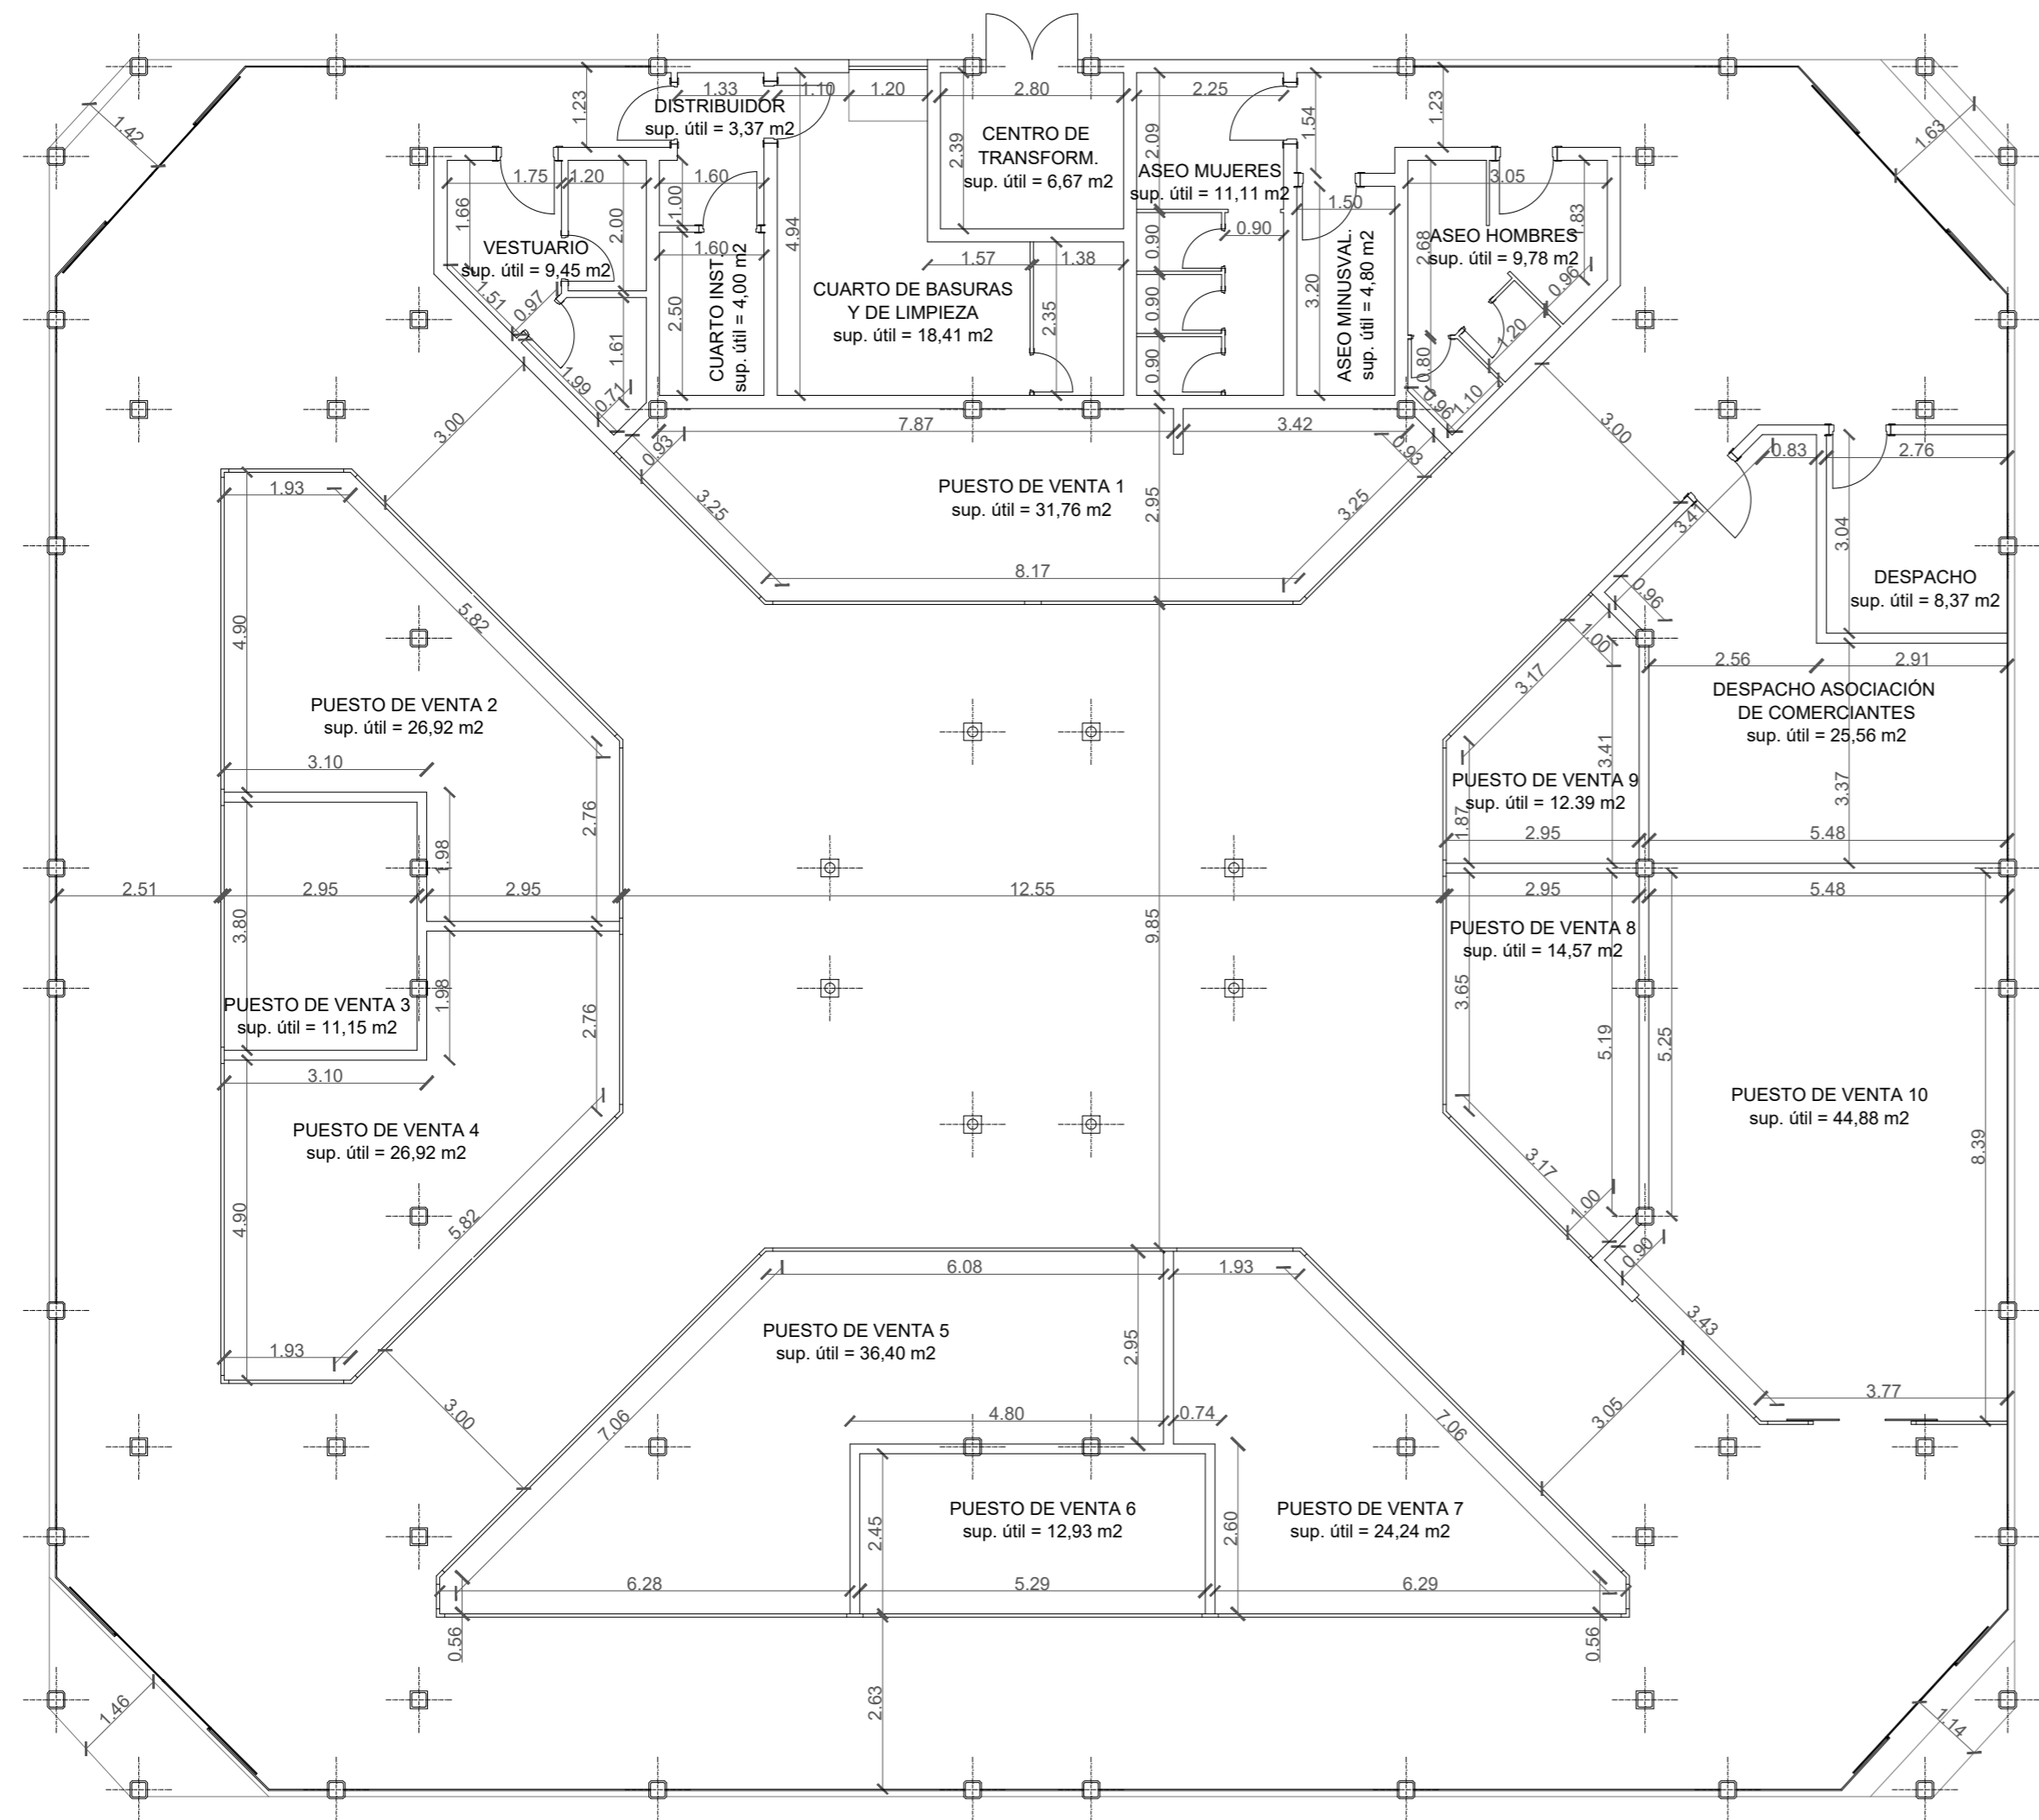 1.33
1.10
1.20
2.80
2.25
1.42
1.23
DISTRIBUIDOR
sup. útil = 3,37 m2
2.39
CENTRO DE
TRANSFORM.
sup. útil = 6,67 m2
2.09
1.54
1.23
1.63
ASEO MUJERES
sup. útil = 11,11 m2
1.75
1.20
1.60
3.05
1.66
2.00
1.00
4.94
1.50
1.83
VESTUARIO
sup. útil = 9,45 m2
1.60
0.90
0.90
2.68
ASEO HOMBRES
sup. útil = 9,78 m2
1.57
1.38
1.51
0.97
2.50
CUARTO INST.
sup. útil = 4,00 m2
CUARTO DE BASURAS
Y DE LIMPIEZA
sup. útil = 18,41 m2
2.35
0.90
3.20
ASEO MINUSVAL.
sup. útil = 4,80 m2
0.96
1.20
1.61
1.99
0.71
0.90
0.80
0.96
1.10
3.00
7.87
3.42
3.00
0.93
0.93
0.83
2.76
1.93
PUESTO DE VENTA 1
sup. útil = 31,76 m2
3.25
2.95
3.25
3.41
3.04
8.17
DESPACHO
sup. útil = 8,37 m2
0.96
4.90
5.82
1.00
3.17
2.56
2.91
PUESTO DE VENTA 2
sup. útil = 26,92 m2
DESPACHO ASOCIACIÓN
DE COMERCIANTES
sup. útil = 25,56 m2
3.41
3.10
2.76
PUESTO DE VENTA 9
sup. útil = 12.39 m2
3.37
1.87
1.98
2.95
5.48
2.51
2.95
2.95
12.55
2.95
5.48
3.80
9.85
PUESTO DE VENTA 8
sup. útil = 14,57 m2
1.98
PUESTO DE VENTA 3
sup. útil = 11,15 m2
2.76
3.65
5.19
5.25
3.10
PUESTO DE VENTA 4
sup. útil = 26,92 m2
PUESTO DE VENTA 10
sup. útil = 44,88 m2
8.39
3.17
4.90
5.82
1.00
0.90
6.08
1.93
PUESTO DE VENTA 5
sup. útil = 36,40 m2
2.95
3.43
1.93
3.77
3.00
7.06
4.80
0.74
7.06
3.05
2.45
PUESTO DE VENTA 6
sup. útil = 12,93 m2
2.60
PUESTO DE VENTA 7
sup. útil = 24,24 m2
6.28
5.29
6.29
0.56
0.56
2.63
1.46
1.14